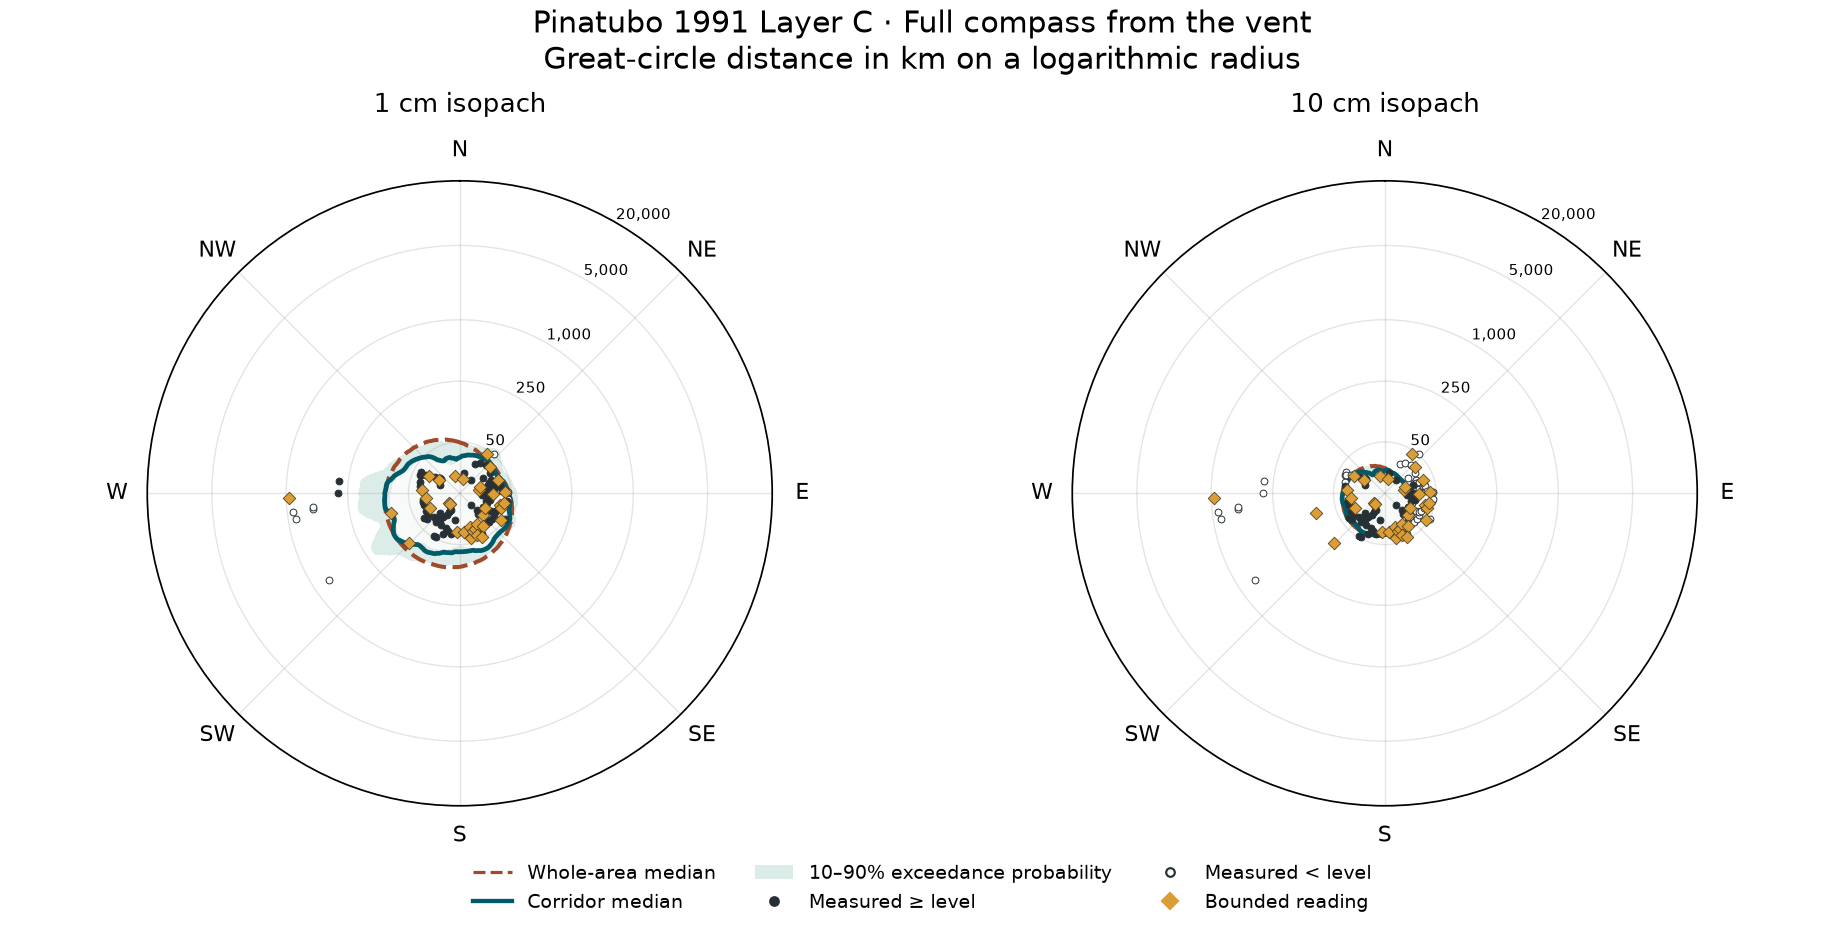 Pinatubo 1991 Layer C · Full compass from the vent
Great-circle distance in km on a logarithmic radius
1 cm isopach
N
NE
E
SE
S
SW
W
NW
50
250
1,000
5,000
20,000
10 cm isopach
N
NE
E
SE
S
SW
W
NW
50
250
1,000
5,000
20,000
Whole-area median
Corridor median
10–90% exceedance probability
Measured ≥ level
Measured < level
Bounded reading